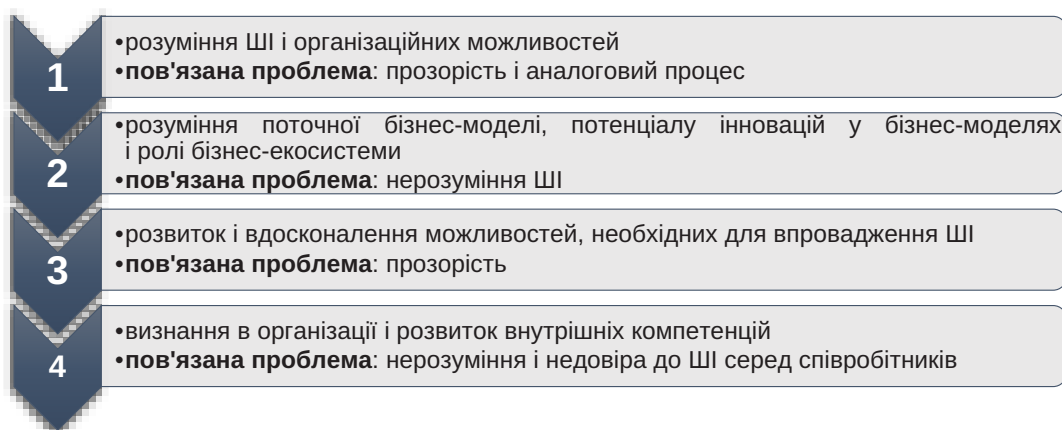 1
•розуміння ШІ і організаційних можливостей
•пов'язана проблема: прозорість і аналоговий процес
2
•розуміння поточної бізнес-моделі, потенціалу інновацій у бізнес-моделях
і ролі бізнес-екосистеми
•пов'язана проблема: нерозуміння ШІ
3
•розвиток і вдосконалення можливостей, необхідних для впровадження ШІ
•пов'язана проблема: прозорість
4
•визнання в організації і розвиток внутрішніх компетенцій
•пов'язана проблема: нерозуміння і недовіра до ШІ серед співробітників